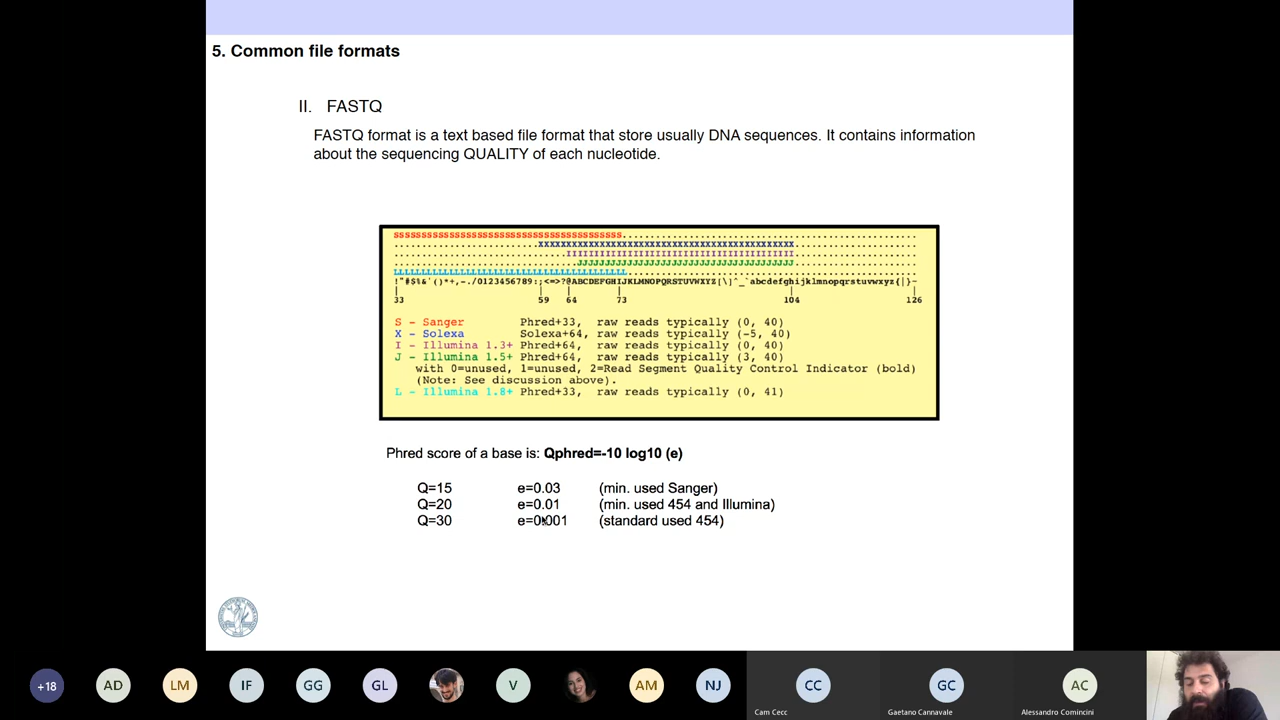 5. Common file formats
II. FASTQ
FASTQ format is a text based file format that store usually DNA sequences. It contains information
about the sequencing QUALITY of each nucleotide.
SSSSSSSSSSSSSSSSSSSSSSSSSSSSSSSSSSSSSSSSS.....................................................
..........................XXXXXXXXXXXXXXXXXXXXXXXXXXXXXXXXXXXXXXXXXXXXXX......................
...............................IIIIIIIIIIIIIIIIIIIIIIIIIIIIIIIIIIIIIIIII......................
.................................JJJJJJJJJJJJJJJJJJJJJJJJJJJJJJJJJJJJJJJ......................
LLLLLLLLLLLLLLLLLLLLLLLLLLLLLLLLLLLLLLLLLL....................................................
!"#$%&'()*+,-./0123456789:;<=>?@ABCDEFGHIJKLMNOPQRSTUVWXYZ[\]^_`abcdefghijklmnopqrstuvwxyz{|}~
33 59 64 73 104 126
S - Sanger Phred+33, raw reads typically (0, 40)
X - Solexa Solexa+64, raw reads typically (-5, 40)
I - Illumina 1.3+ Phred+64, raw reads typically (0, 40)
J - Illumina 1.5+ Phred+64, raw reads typically (3, 40)
with 0=unused, 1=unused, 2=Read Segment Quality Control Indicator (bold)
(Note: See discussion above).
L - Illumina 1.8+ Phred+33, raw reads typically (0, 41)
Phred score of a base is: Qphred=-10 log10 (e)
Q=15 e=0.03 (min. used Sanger)
Q=20 e=0.01 (min. used 454 and Illumina)
Q=30 e=0.001 (standard used 454)
+18 AD LM IF GG GL V AM NJ CC GC AC
Cam Cecc Gaetano Cannavale Alessandro Comincini